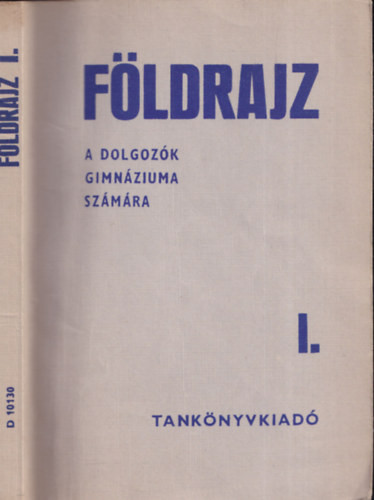 FÖLDRAJZ I.
D 10130
FÖLDRAJZ
A DOLGOZÓK
GIMNÁZIUMA
SZÁMÁRA
I.
TANKÖNYVKIADÓ